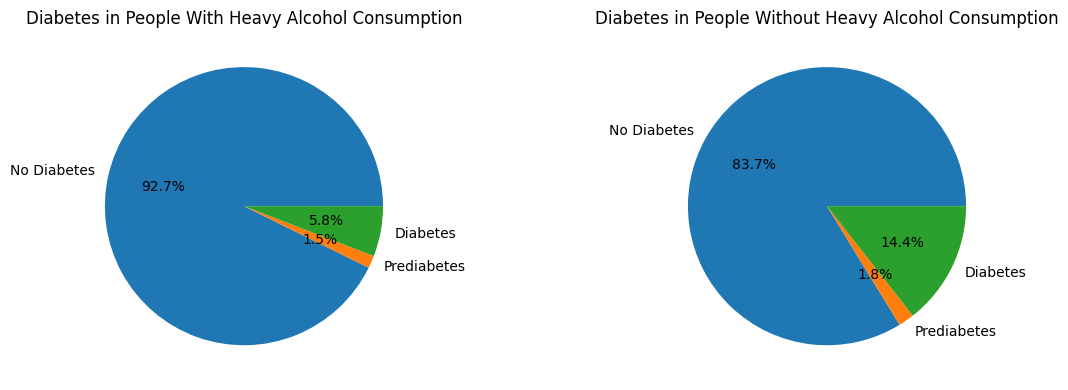 Diabetes in People With Heavy Alcohol Consumption
No Diabetes
92.7%
5.8%
1.5%
Diabetes
Prediabetes
Diabetes in People Without Heavy Alcohol Consumption
No Diabetes
83.7%
14.4%
1.8%
Diabetes
Prediabetes